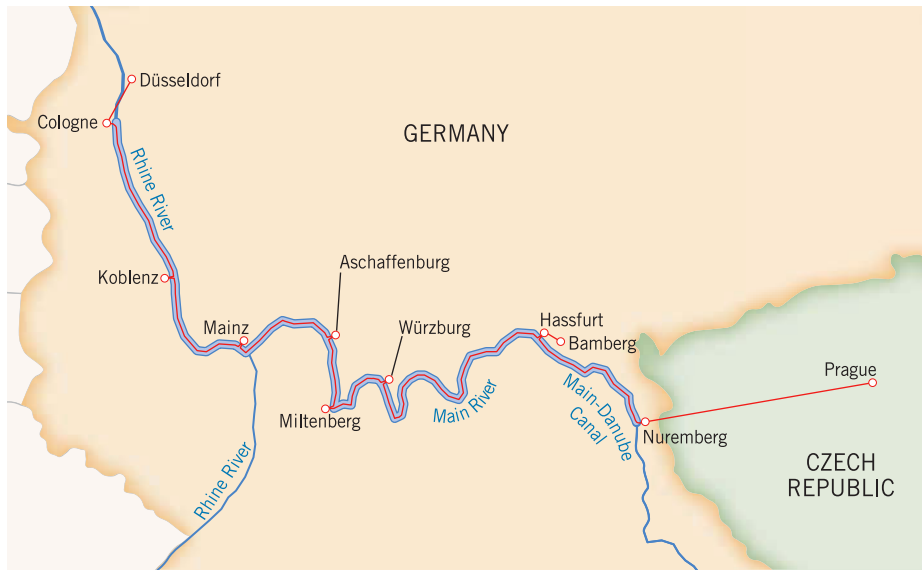 Düsseldorf
Cologne
GERMANY
Rhine River
Koblenz
Aschaffenburg
Mainz
Würzburg
Hassfurt
Bamberg
Prague
Miltenberg
Main River
Main-Danube
Canal
Nuremberg
CZECH
REPUBLIC
Rhine River